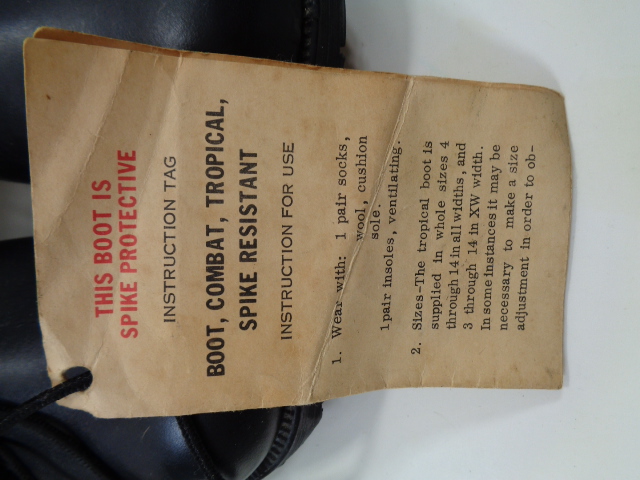 THIS BOOT IS
SPIKE PROTECTIVE
INSTRUCTION TAG
BOOT, COMBAT, TROPICAL,
SPIKE RESISTANT
INSTRUCTION FOR USE
1. Wear with: 1 pair socks,
wool, cushion
sole.
1 pair insoles, ventilating.
2. Sizes-The tropical boot is
supplied in whole sizes 4
through 14 in all widths, and
3 through 14 in XW width.
In some instances it may be
necessary to make a size
adjustment in order to ob-